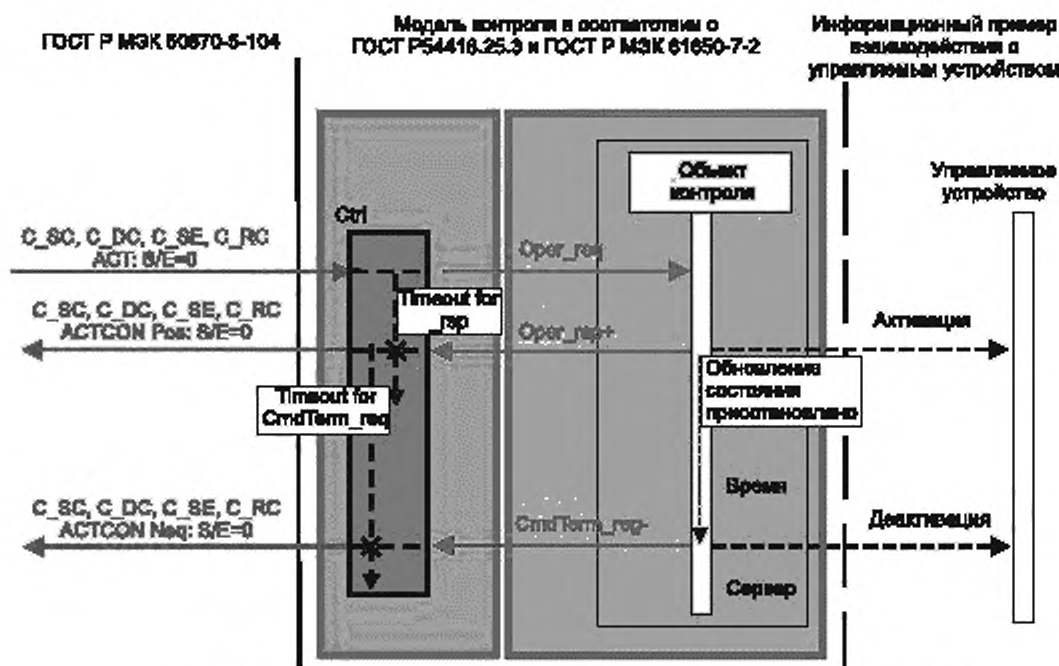 ГОСТ Р МЭК 60870-5-104
Модель контроля в соответствии с
ГОСТ Р54418.25.3 и ГОСТ Р МЭК 61850-7-2
Информационный пример
взаимодействия с
управляемым устройством
Объект
контроля
Управляемое
устройство
Ctrl
C_SC, C_DC, C_SE, C_RC
ACT: S/E=0
Oper_req
Timeout for
_rsp
C_SC, C_DC, C_SE, C_RC
ACTCON Pos: S/E=0
Oper_rsp+
Активация
Обновления
состояния
приостановлено
Timeout for
CmdTerm_req
Время
C_SC, C_DC, C_SE, C_RC
ACTCON Neq: S/E=0
CmdTerm_req-
Деактивация
Сервер